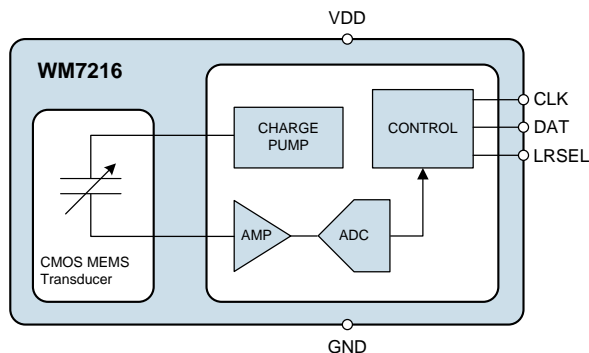 VDD
WM7216
CHARGE
PUMP
CONTROL
CLK
DAT
LRSEL
AMP
ADC
CMOS MEMS
Transducer
GND